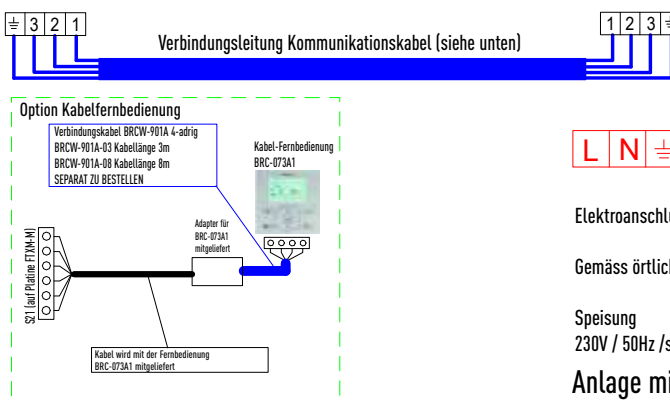 3 2 1
1 2 3
Verbindungsleitung Kommunikationskabel (siehe unten)
Option Kabelfernbedienung
Verbindungskabel BRCW-901A 4-adrig
BRCW-901A-03 Kabellänge 3m
BRCW-901A-08 Kabellänge 8m
SEPARAT ZU BESTELLEN
Kabel-Fernbedienung
BRC-073A1
Adapter für
BRC-073A1
mitgeliefert
S21 (auf Platine FTXM-M)
Kabel wird mit der Fernbedienung
BRC-073A1 mitgeliefert
L N
Elektroanschl
Gemäss örtlic
Speisung
230V / 50Hz /s
Anlage mi